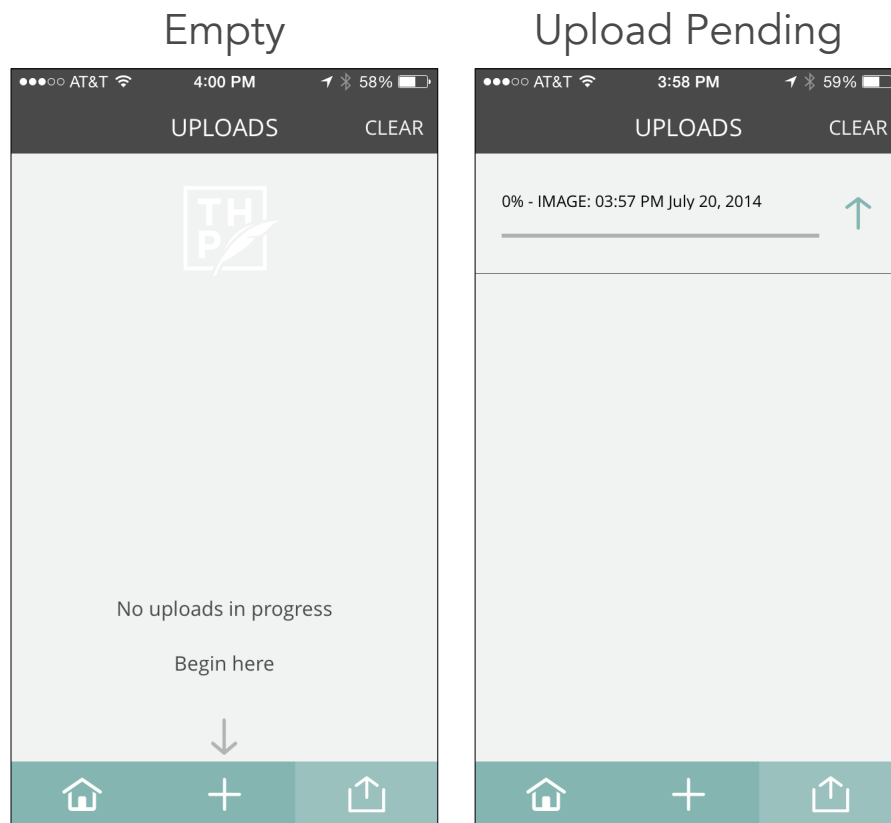 Empty
●●●○○ AT&T 4:00 PM 58%
UPLOADS CLEAR
TH
P
No uploads in progress
Begin here
Upload Pending
●●●○○ AT&T 3:58 PM 59%
UPLOADS CLEAR
0% - IMAGE: 03:57 PM July 20, 2014